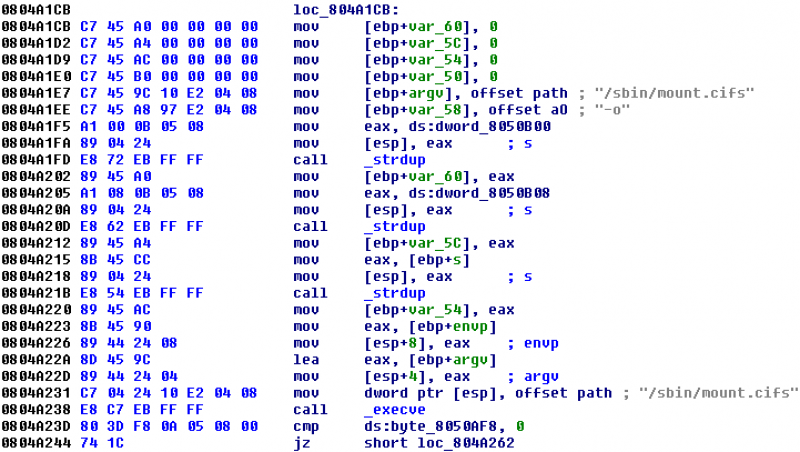 0804A1CB loc_804A1CB:
0804A1CB C7 45 A0 00 00 00 00 mov [ebp+var_60], 0
0804A1D2 C7 45 A4 00 00 00 00 mov [ebp+var_5C], 0
0804A1D9 C7 45 AC 00 00 00 00 mov [ebp+var_54], 0
0804A1E0 C7 45 B0 00 00 00 00 mov [ebp+var_50], 0
0804A1E7 C7 45 9C 10 E2 04 08 mov [ebp+argv], offset path ; "/sbin/mount.cifs"
0804A1EE C7 45 A8 97 E2 04 08 mov [ebp+var_58], offset aO ; "-o"
0804A1F5 A1 00 0B 05 08 mov eax, ds:dword_8050B00
0804A1FA 89 04 24 mov [esp], eax ; s
0804A1FD E8 72 EB FF FF call _strdup
0804A202 89 45 A0 mov [ebp+var_60], eax
0804A205 A1 08 0B 05 08 mov eax, ds:dword_8050B08
0804A20A 89 04 24 mov [esp], eax ; s
0804A20D E8 62 EB FF FF call _strdup
0804A212 89 45 A4 mov [ebp+var_5C], eax
0804A215 8B 45 CC mov eax, [ebp+s]
0804A218 89 04 24 mov [esp], eax ; s
0804A21B E8 54 EB FF FF call _strdup
0804A220 89 45 AC mov [ebp+var_54], eax
0804A223 8B 45 90 mov eax, [ebp+envp]
0804A226 89 44 24 08 mov [esp+8], eax ; envp
0804A22A 8D 45 9C lea eax, [ebp+argv]
0804A22D 89 44 24 04 mov [esp+4], eax ; argv
0804A231 C7 04 24 10 E2 04 08 mov dword ptr [esp], offset path ; "/sbin/mount.cifs"
0804A238 E8 C7 EB FF FF call _execve
0804A23D 80 3D F8 0A 05 08 00 cmp ds:byte_8050AF8, 0
0804A244 74 1C jz short loc_804A262